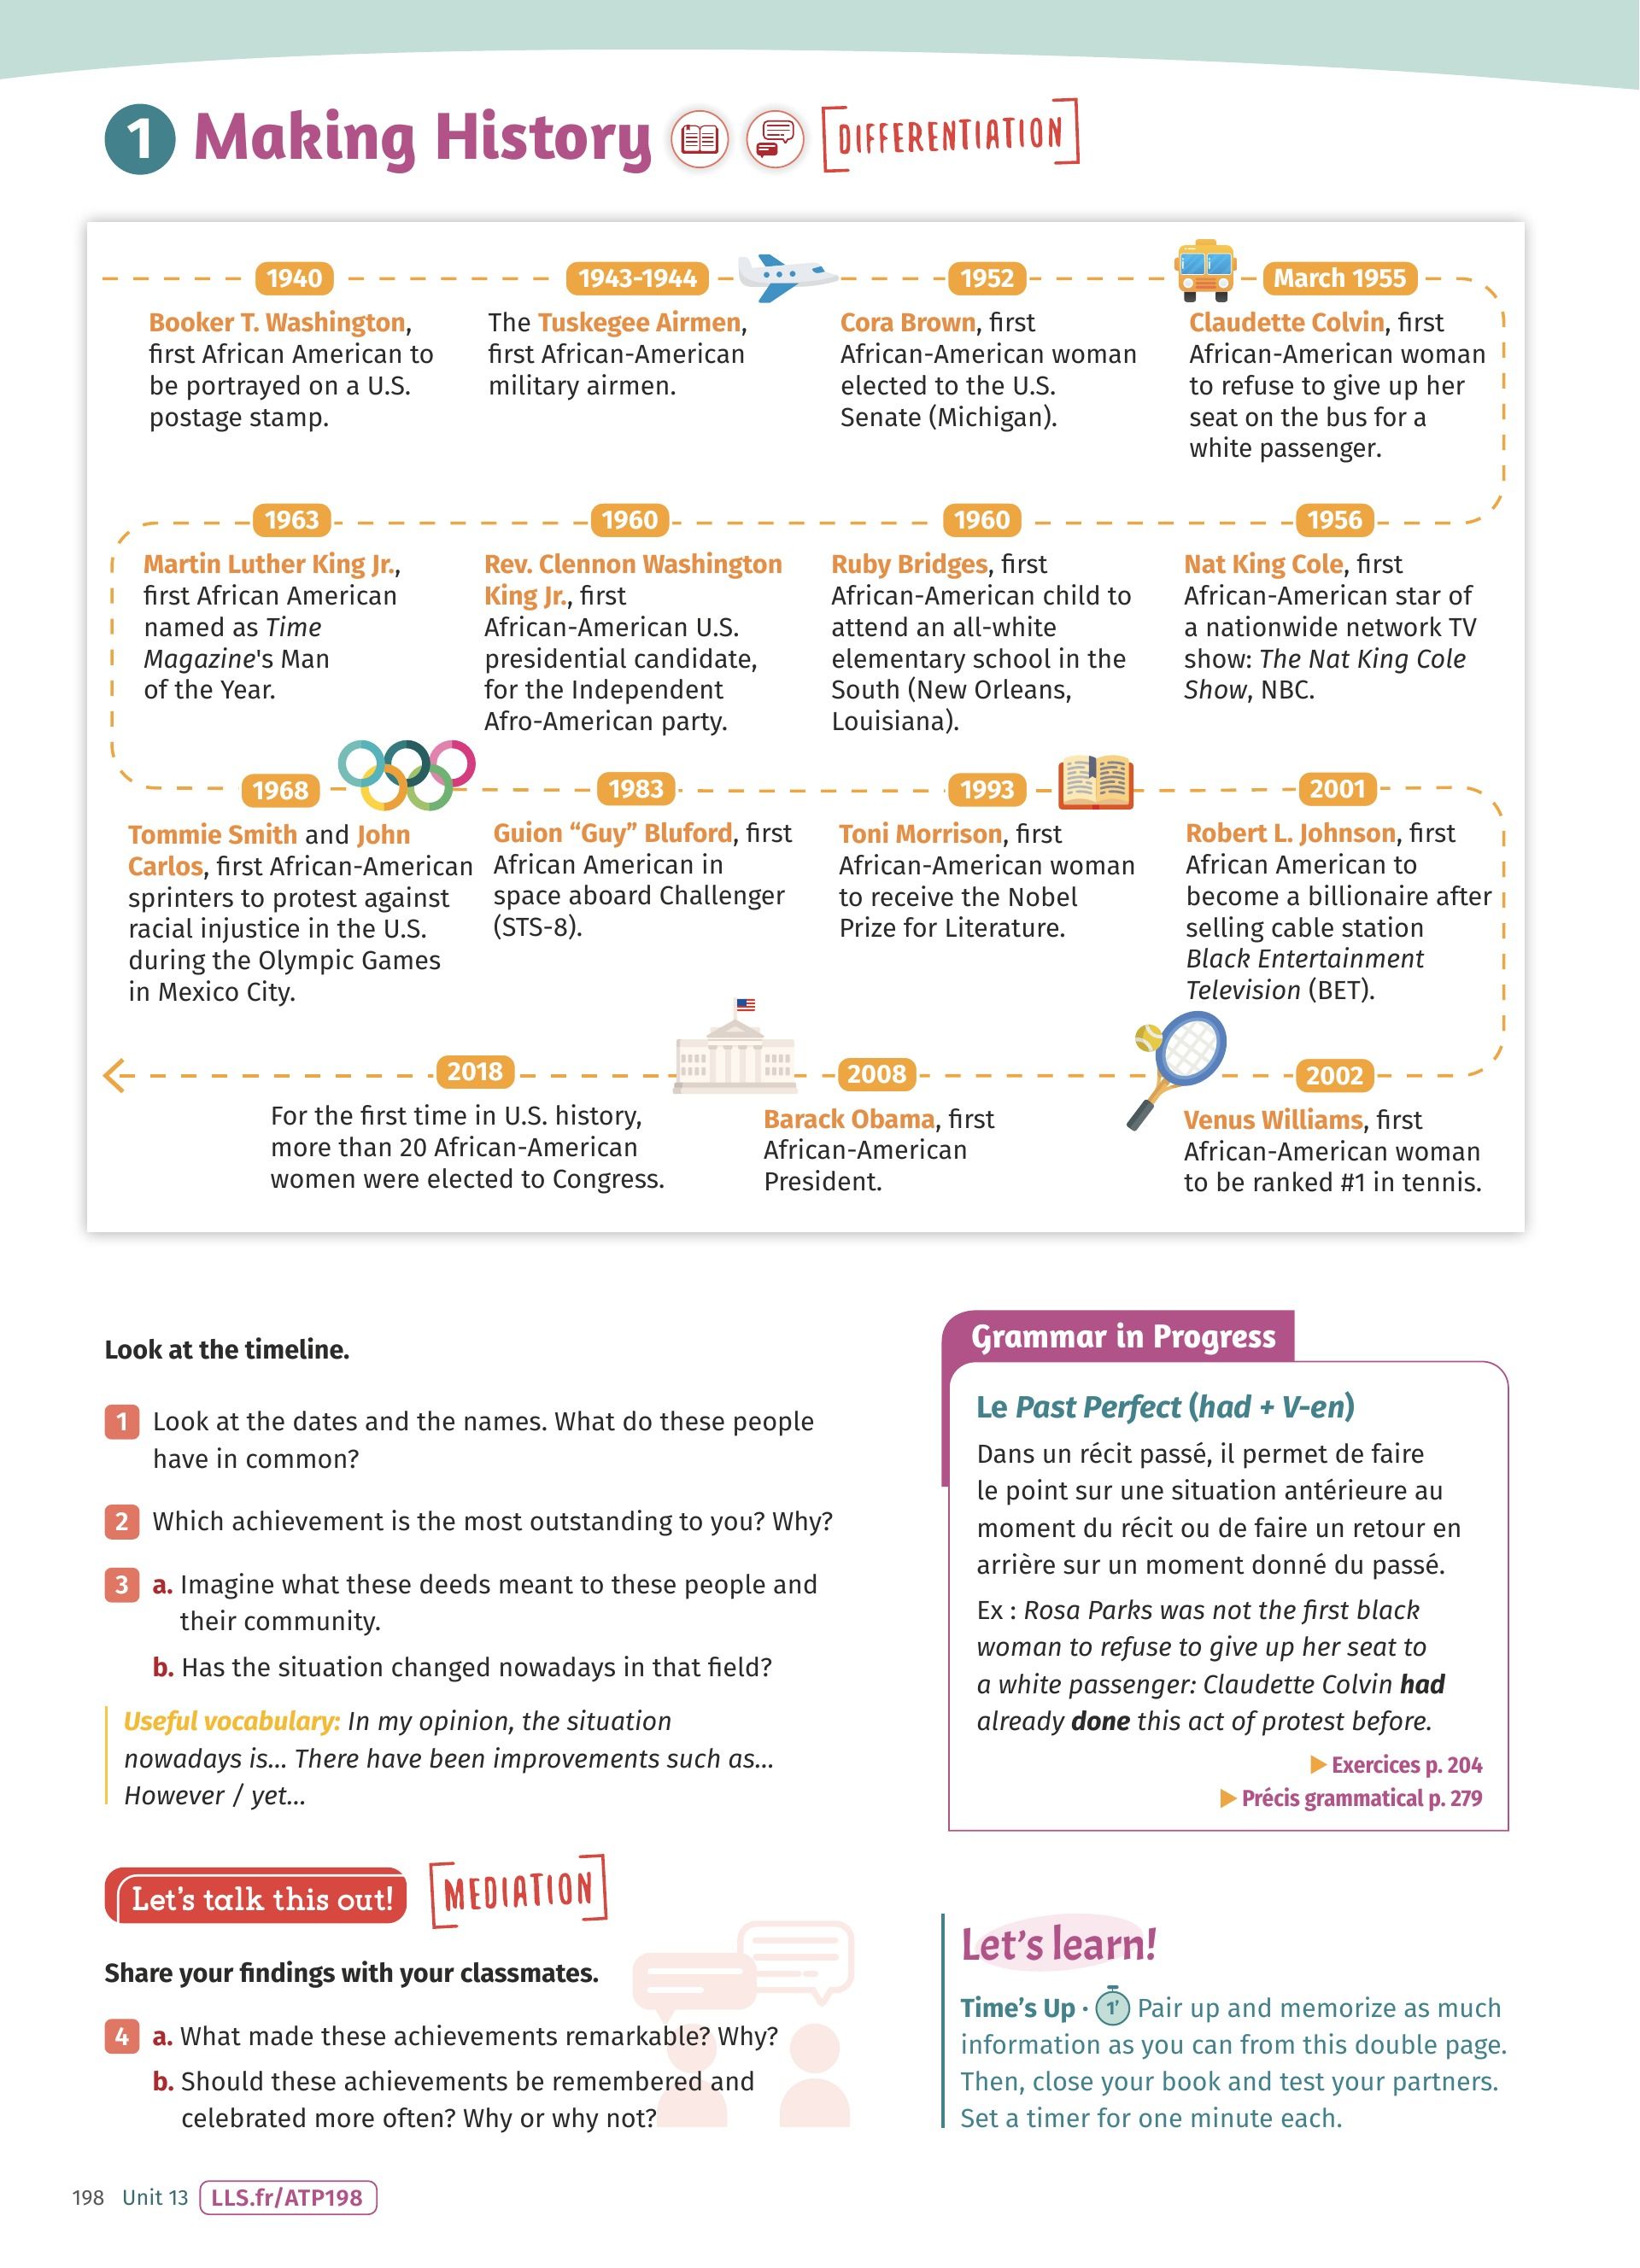 1 Making History
DIFFERENTIATION
1940
Booker T. Washington,
first African American to
be portrayed on a U.S.
postage stamp.
1943-1944
The Tuskegee Airmen,
first African-American
military airmen.
1952
Cora Brown, first
African-American woman
elected to the U.S.
Senate (Michigan).
March 1955
Claudette Colvin, first
African-American woman
to refuse to give up her
seat on the bus for a
white passenger.
1956
Nat King Cole, first
African-American star of
a nationwide network TV
show: The Nat King Cole
Show, NBC.
1960
Ruby Bridges, first
African-American child to
attend an all-white
elementary school in the
South (New Orleans,
Louisiana).
1960
Rev. Clennon Washington
King Jr., first
African-American U.S.
presidential candidate,
for the Independent
Afro-American party.
1963
Martin Luther King Jr.,
first African American
named as Time
Magazine's Man
of the Year.
1968
Tommie Smith and John
Carlos, first African-American
sprinters to protest against
racial injustice in the U.S.
during the Olympic Games
in Mexico City.
1983
Guion “Guy” Bluford, first
African American in
space aboard Challenger
(STS-8).
1993
Toni Morrison, first
African-American woman
to receive the Nobel
Prize for Literature.
2001
Robert L. Johnson, first
African American to
become a billionaire after
selling cable station
Black Entertainment
Television (BET).
2002
Venus Williams, first
African-American woman
to be ranked #1 in tennis.
2008
Barack Obama, first
African-American
President.
2018
For the first time in U.S. history,
more than 20 African-American
women were elected to Congress.
Look at the timeline.
1 Look at the dates and the names. What do these people
have in common?
2 Which achievement is the most outstanding to you? Why?
3 a. Imagine what these deeds meant to these people and
their community.
b. Has the situation changed nowadays in that field?
Useful vocabulary: In my opinion, the situation
nowadays is... There have been improvements such as...
However / yet...
Let's talk this out!
MEDIATION
Share your findings with your classmates.
4 a. What made these achievements remarkable? Why?
b. Should these achievements be remembered and
celebrated more often? Why or why not?
Grammar in Progress
Le Past Perfect (had + V-en)
Dans un récit passé, il permet de faire
le point sur une situation antérieure au
moment du récit ou de faire un retour en
arrière sur un moment donné du passé.
Ex : Rosa Parks was not the first black
woman to refuse to give up her seat to
a white passenger: Claudette Colvin had
already done this act of protest before.
Exercices p. 204
Précis grammatical p. 279
Let's learn!
Time's Up · 1' Pair up and memorize as much
information as you can from this double page.
Then, close your book and test your partners.
Set a timer for one minute each.
198 Unit 13 LLS.fr/ATP198